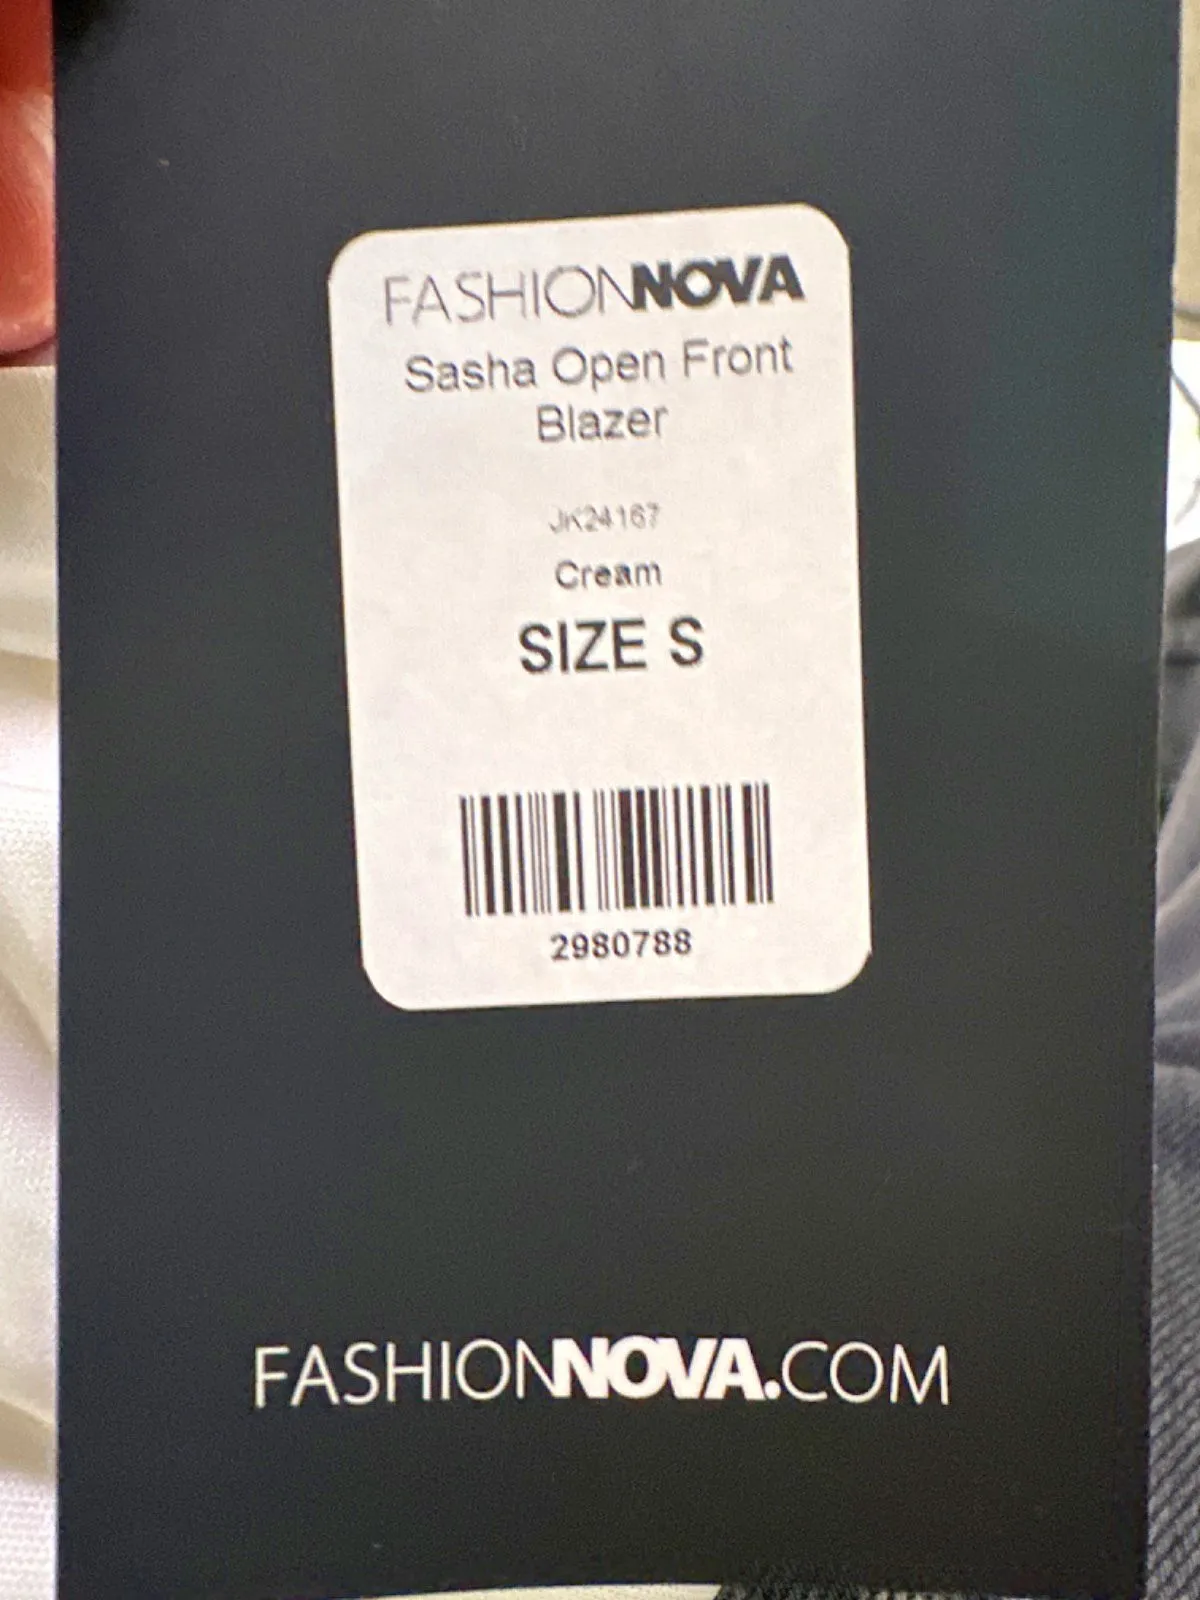 FASHIONNOVA
Sasha Open Front
Blazer
JK24167
Cream
SIZE S
2980788
FASHIONNOVA.COM